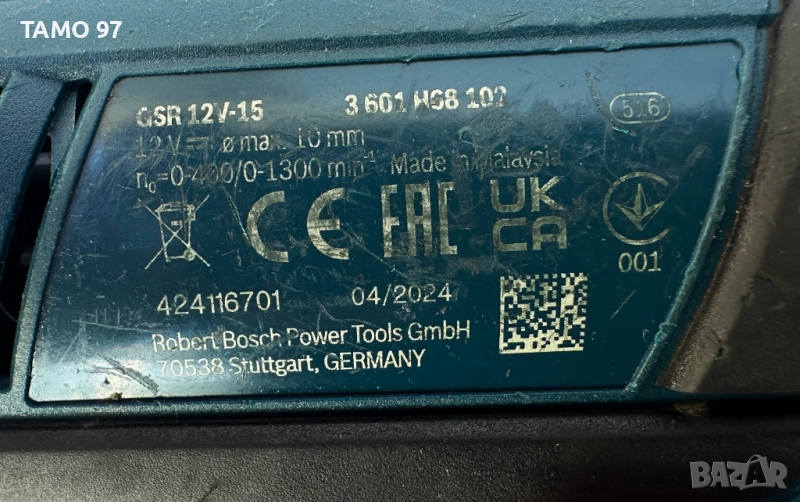 TAMO 97
GSR 12V-15 3 601 H68 102 516
12 V ⎓ ø max. 10 mm
n₀=0-400/0-1300 min⁻¹ Made in Malaysia
CE EAC UK CA
001
424116701 04/2024
Robert Bosch Power Tools GmbH
70538 Stuttgart, GERMANY
BAZAR.bg